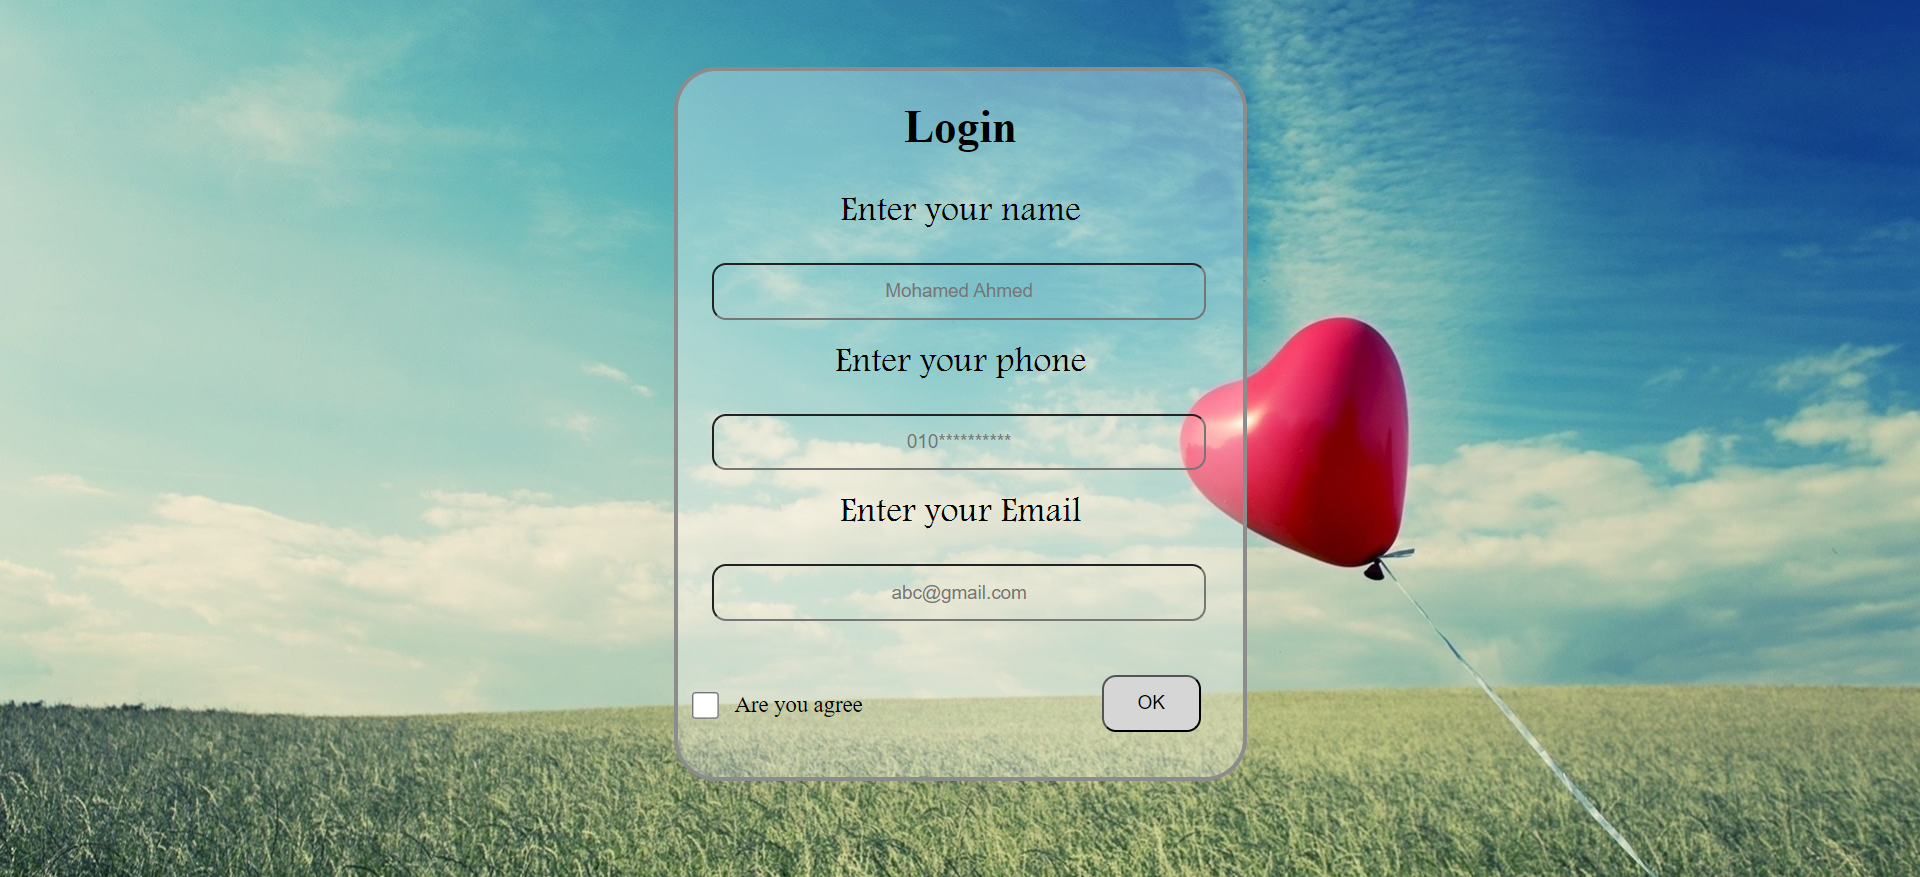 Login
Enter your name
Mohamed Ahmed
Enter your phone
010**********
Enter your Email
abc@gmail.com
Are you agree
OK